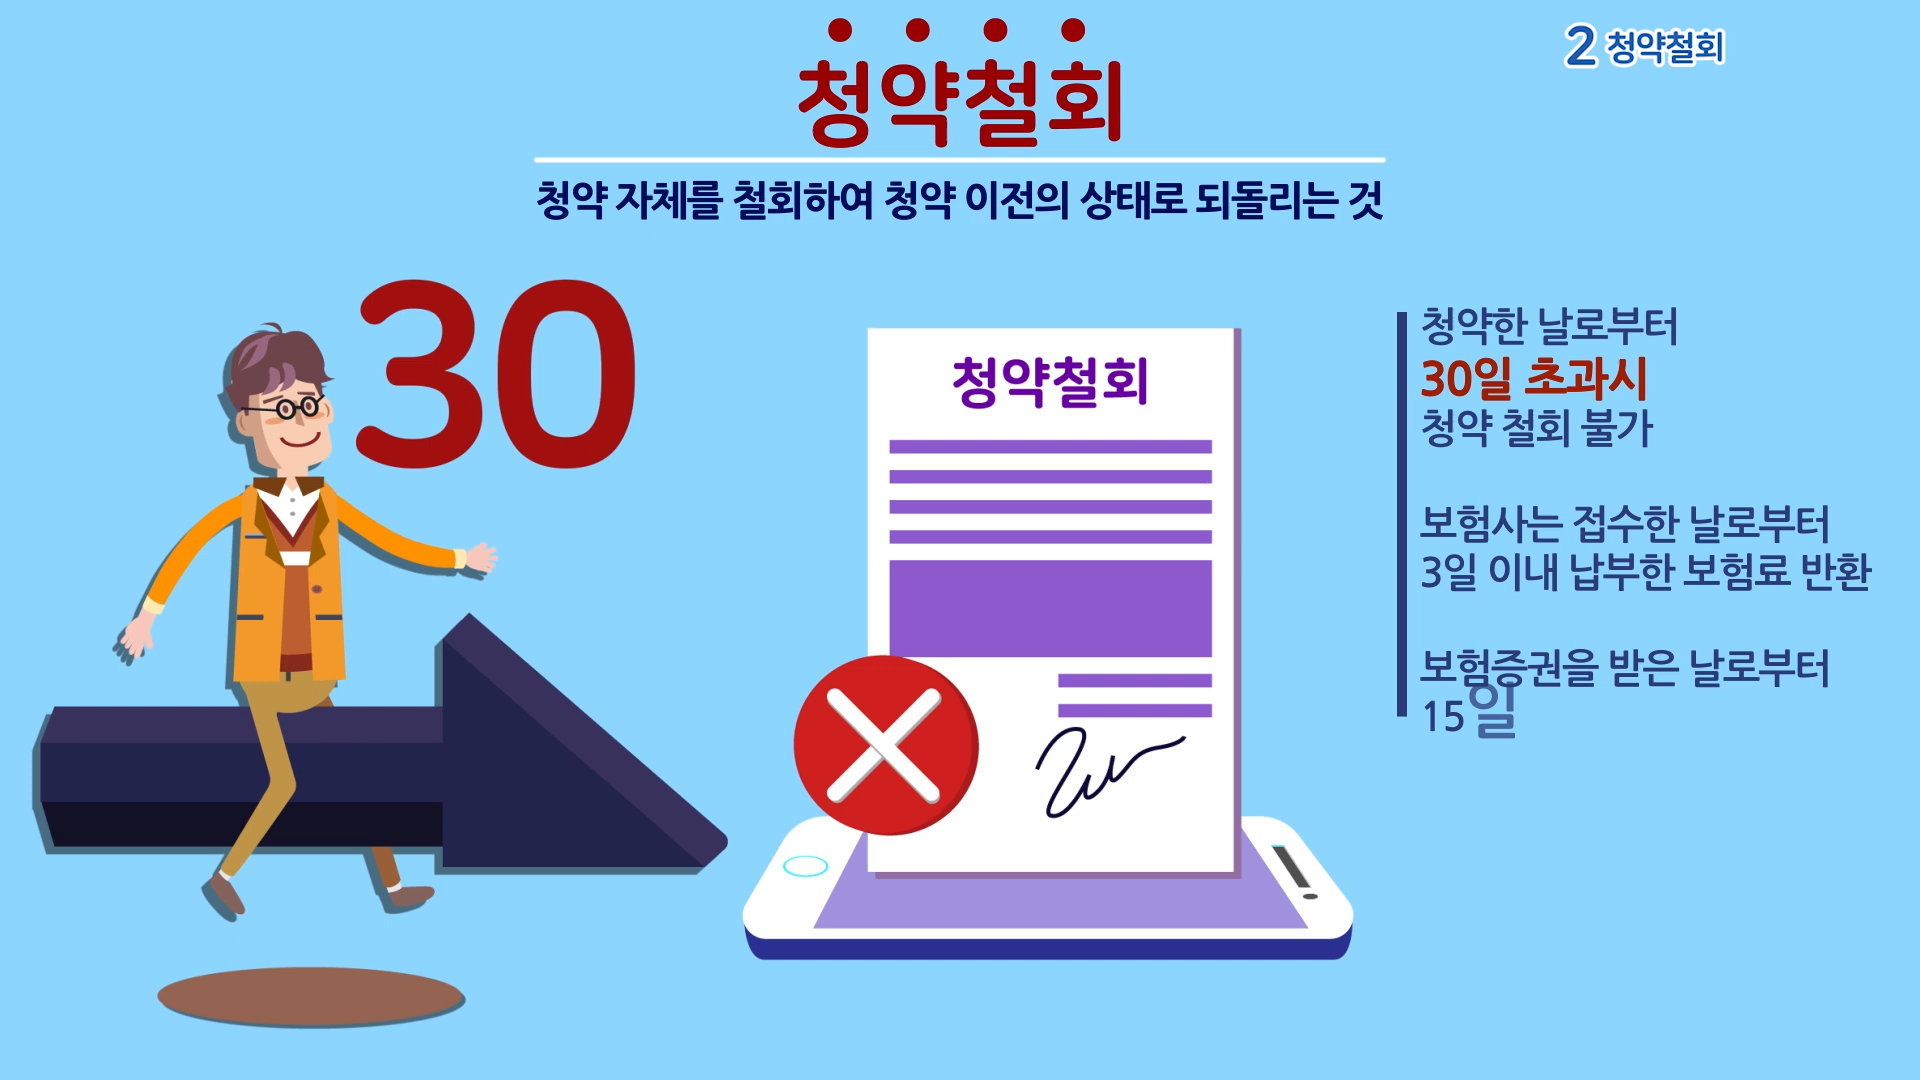 2 청약철회
청약철회
청약 자체를 철회하여 청약 이전의 상태로 되돌리는 것
30
청약철회
청약한 날로부터
30일 초과시
청약 철회 불가
보험사는 접수한 날로부터
3일 이내 납부한 보험료 반환
보험증권을 받은 날로부터
15일